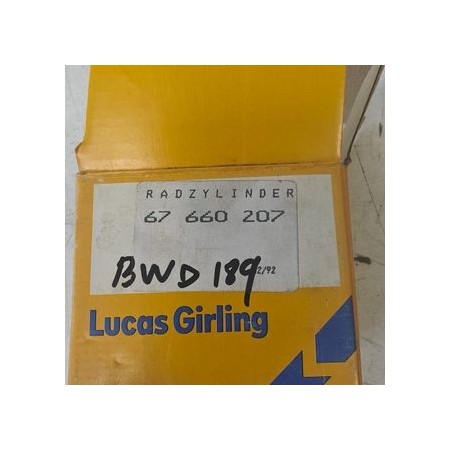 RADZYLINDER
67 660 207
BWD 189
2/92
Lucas Girling